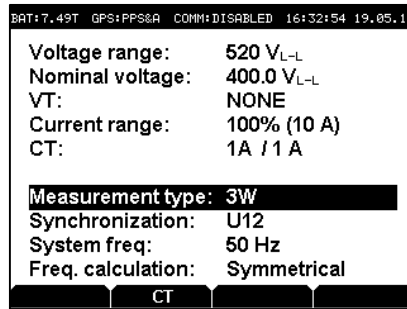 BAT:7.49T GPS:PPS&A COMM:DISABLED 16:32:54 19.05.1
Voltage range: 520 VL-L
Nominal voltage: 400.0 VL-L
VT: NONE
Current range: 100% (10 A)
CT: 1A / 1 A
Measurement type: 3W
Synchronization: U12
System freq: 50 Hz
Freq. calculation: Symmetrical
CT